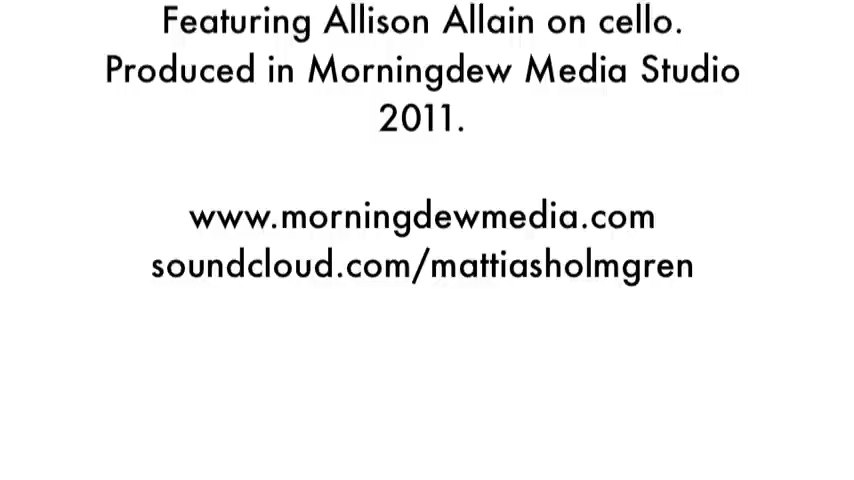 Featuring Allison Allain on cello.
Produced in Morningdew Media Studio
2011.
www.morningdewmedia.com
soundcloud.com/mattiasholmgren